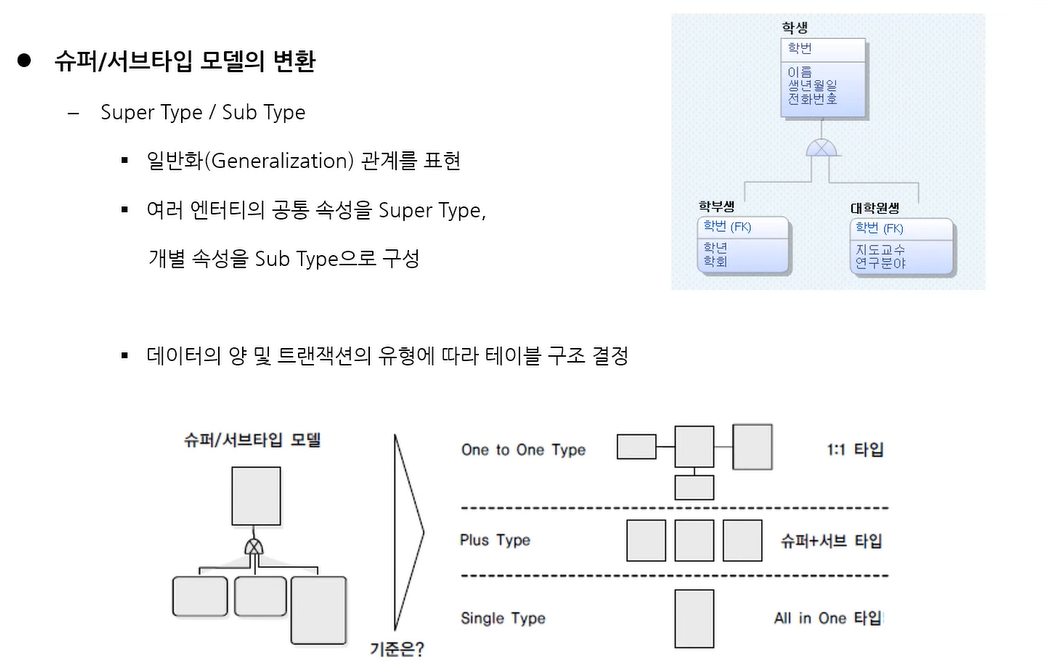 ● 슈퍼/서브타입 모델의 변환
– Super Type / Sub Type
▪ 일반화(Generalization) 관계를 표현
▪ 여러 엔터티의 공통 속성을 Super Type,
개별 속성을 Sub Type으로 구성
▪ 데이터의 양 및 트랜잭션의 유형에 따라 테이블 구조 결정
학생
학번
이름
생년월일
전화번호
학부생
학번 (FK)
학년
학회
대학원생
학번 (FK)
지도교수
연구분야
슈퍼/서브타입 모델
기준은?
One to One Type
1:1 타입
Plus Type
슈퍼+서브 타입
Single Type
All in One 타입